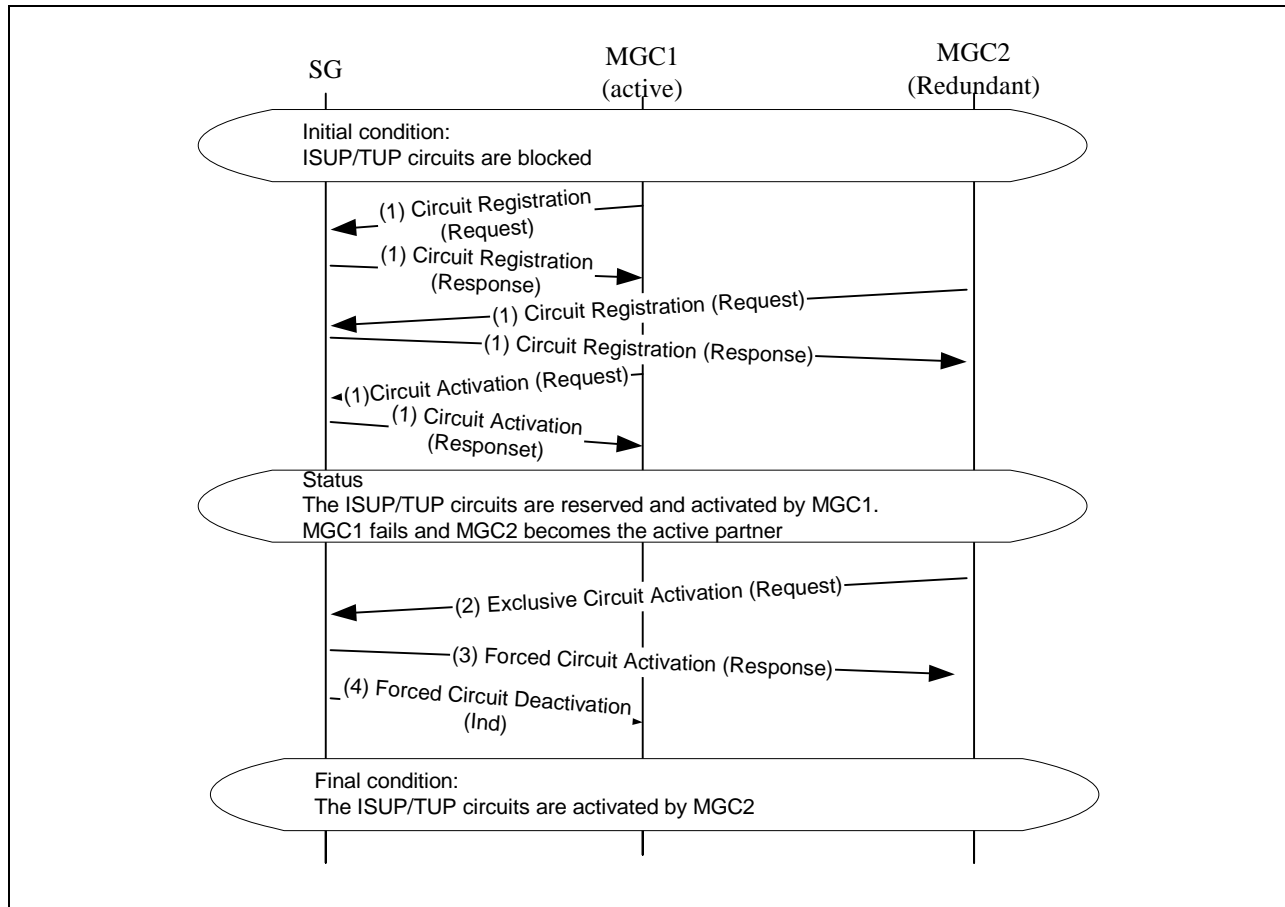 SG
MGC1
(active)
MGC2
(Redundant)
Initial condition:
ISUP/TUP circuits are blocked
(1) Circuit Registration
(Request)
(1) Circuit Registration
(Response)
(1) Circuit Registration (Request)
(1) Circuit Registration (Response)
(1)Circuit Activation (Request)
(1) Circuit Activation
(Responset)
Status
The ISUP/TUP circuits are reserved and activated by MGC1.
MGC1 fails and MGC2 becomes the active partner
(2) Exclusive Circuit Activation (Request)
(3) Forced Circuit Activation (Response)
(4) Forced Circuit Deactivation
(Ind)
Final condition:
The ISUP/TUP circuits are activated by MGC2